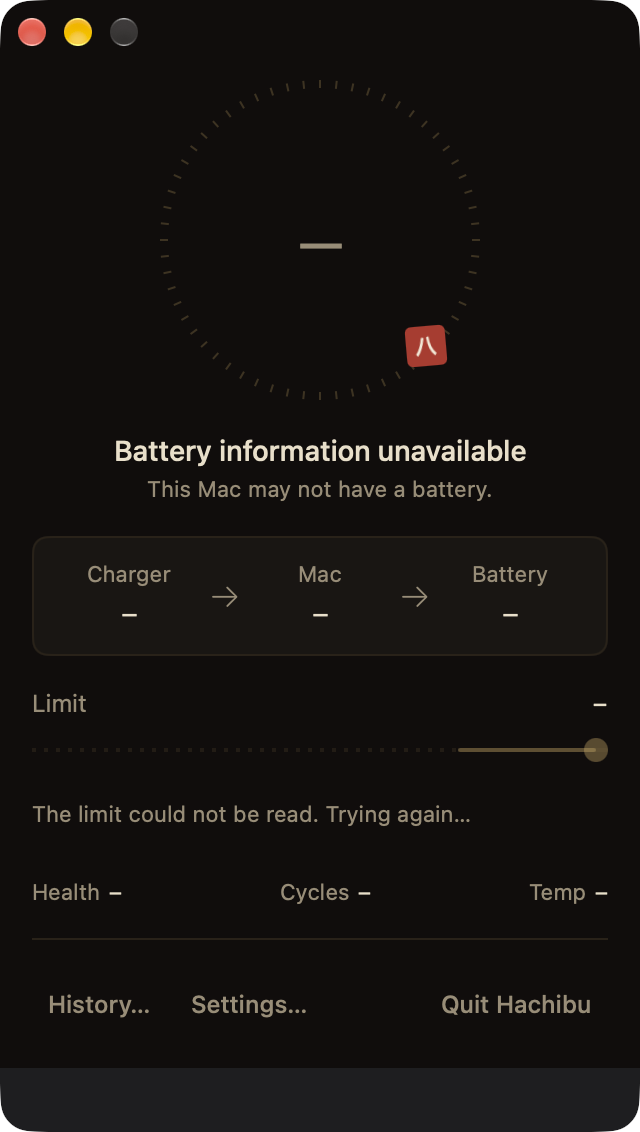 —
八
Battery information unavailable
This Mac may not have a battery.
Charger → Mac → Battery
– – –
Limit –
The limit could not be read. Trying again...
Health – Cycles – Temp –
History... Settings... Quit Hachibu